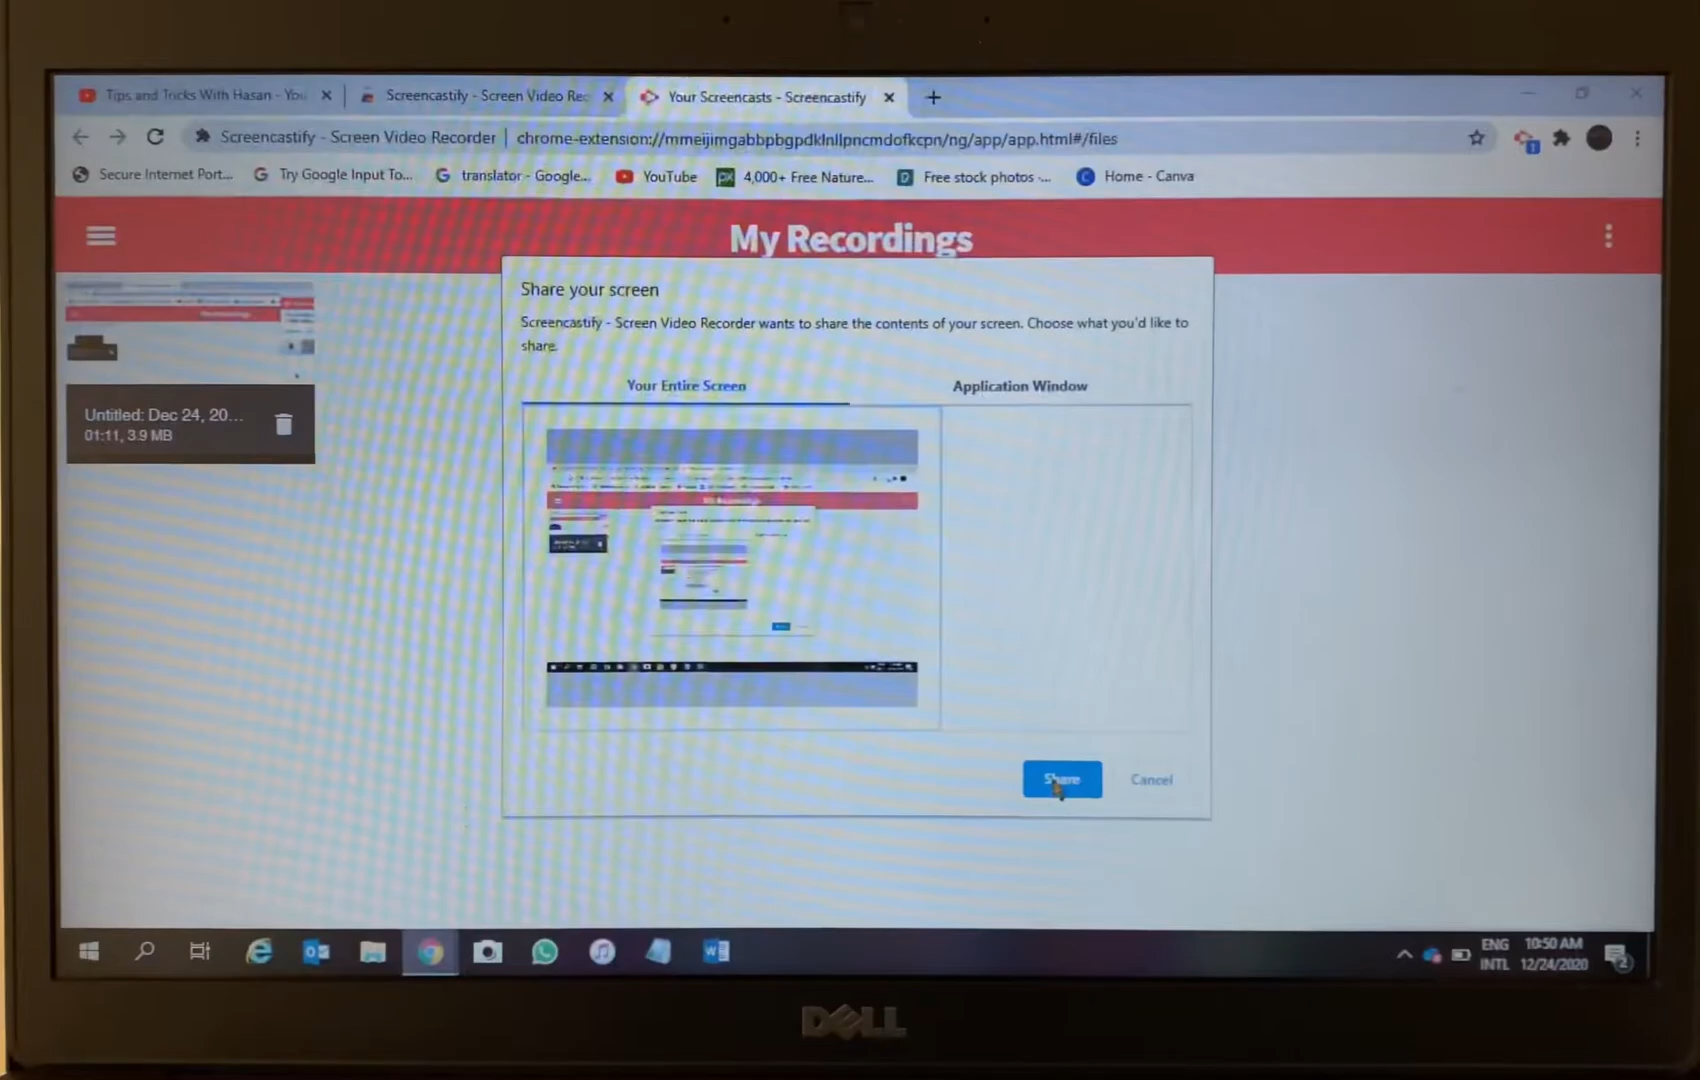 Tips and Tricks With Hasan - You
Screencastify - Screen Video Rec
Your Screencasts - Screencastify
Screencastify - Screen Video Recorder | chrome-extension://mmeijimgabbpbgpdklnllpncmdofkcpn/ng/app/app.html#/files
Secure Internet Port...
Try Google Input To...
translator - Google...
YouTube
4,000+ Free Nature...
Free stock photos ·...
Home - Canva
My Recordings
Share your screen
Screencastify - Screen Video Recorder wants to share the contents of your screen. Choose what you'd like to
share.
Your Entire Screen
Application Window
Untitled: Dec 24, 20...
01:11, 3.9 MB
Share
Cancel
ENG
INTL
10:50 AM
12/24/2020
2
DELL